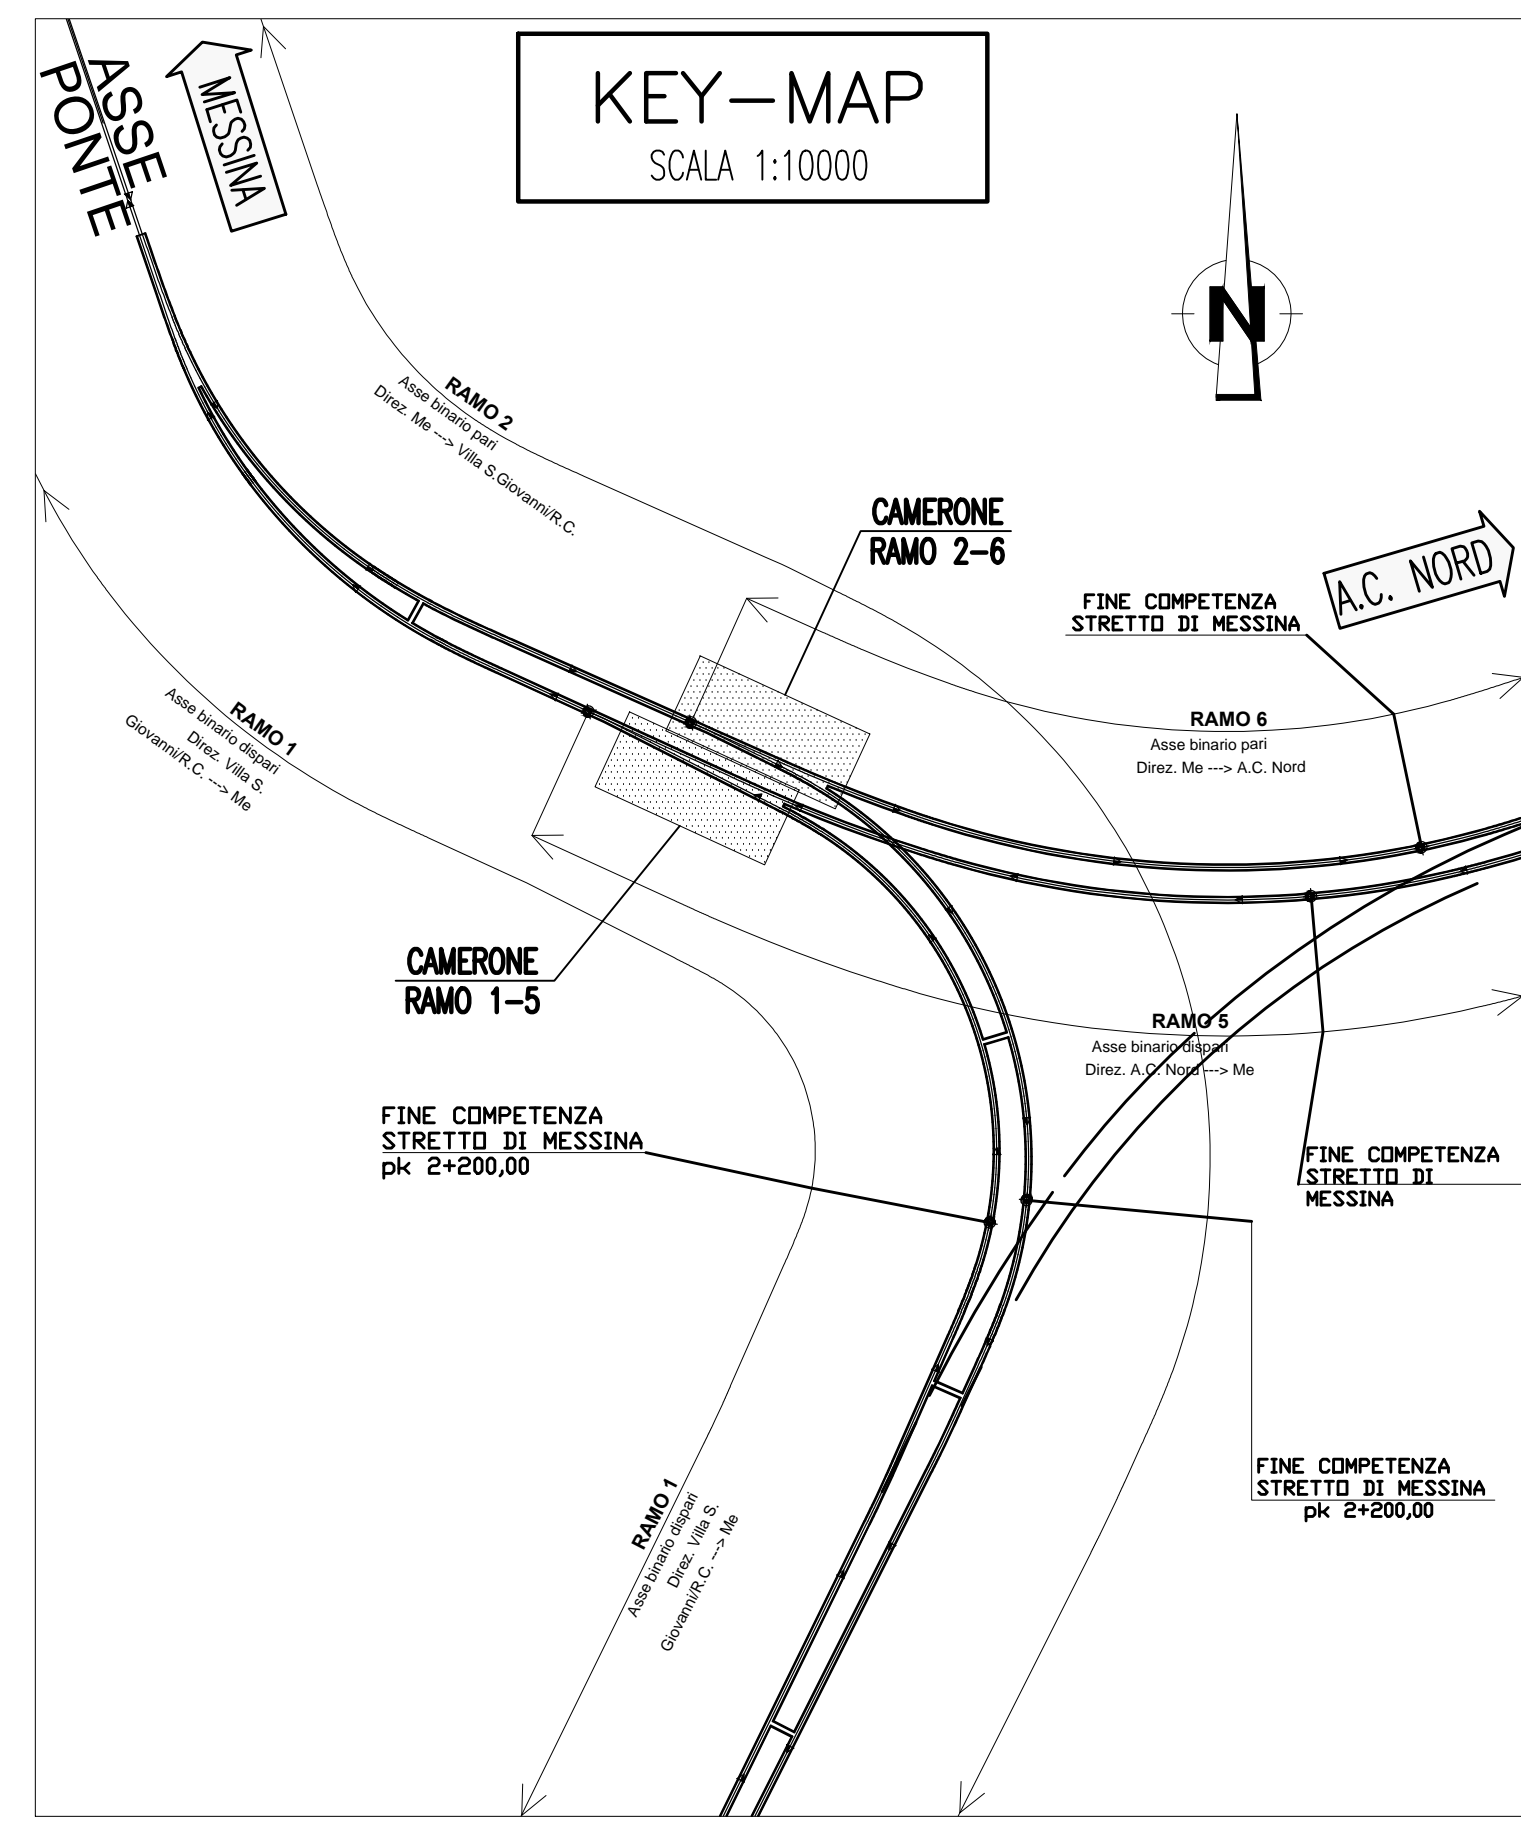 KEY-MAP
SCALA 1:10000
ASSE
PONTE
MESSINA
N
RAMO 2
Asse binario pari
Direz. Me ---> Villa S.Giovanni/R.C.
CAMERONE
RAMO 2-6
A.C. NORD
FINE COMPETENZA
STRETTO DI MESSINA
RAMO 1
Asse binario dispari
Direz. Villa S.
Giovanni/R.C. ---> Me
RAMO 6
Asse binario pari
Direz. Me ---> A.C. Nord
CAMERONE
RAMO 1-5
RAMO 5
Asse binario dispari
Direz. A.C. Nord ---> Me
FINE COMPETENZA
STRETTO DI MESSINA
pk 2+200,00
FINE COMPETENZA
STRETTO DI
MESSINA
RAMO 1
Asse binario dispari
Direz. Villa S.
Giovanni/R.C. ---> Me
FINE COMPETENZA
STRETTO DI MESSINA
pk 2+200,00